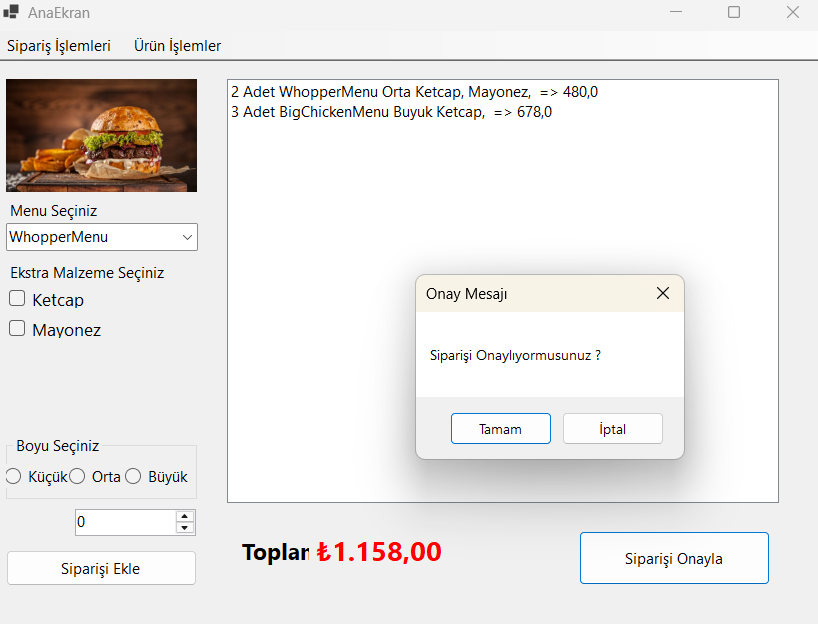 AnaEkran
Sipariş İşlemleri Ürün İşlemler
2 Adet WhopperMenu Orta Ketcap, Mayonez,  => 480,0
3 Adet BigChickenMenu Buyuk Ketcap,  => 678,0
Menu Seçiniz
WhopperMenu
Ekstra Malzeme Seçiniz
Ketcap
Mayonez
Onay Mesajı
Siparişi Onaylıyormusunuz ?
Tamam İptal
Boyu Seçiniz
Küçük Orta Büyük
0
Siparişi Ekle
Toplar ₺1.158,00
Siparişi Onayla